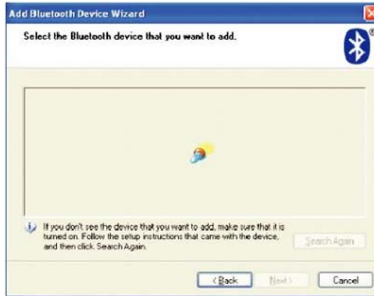 Add Bluetooth Device Wizard
Select the Bluetooth device that you want to add.
If you don't see the device that you want to add, make sure that it is
turned on. Follow the setup instructions that came with the device,
and then click Search Again.
Search Again
< Back
Next >
Cancel